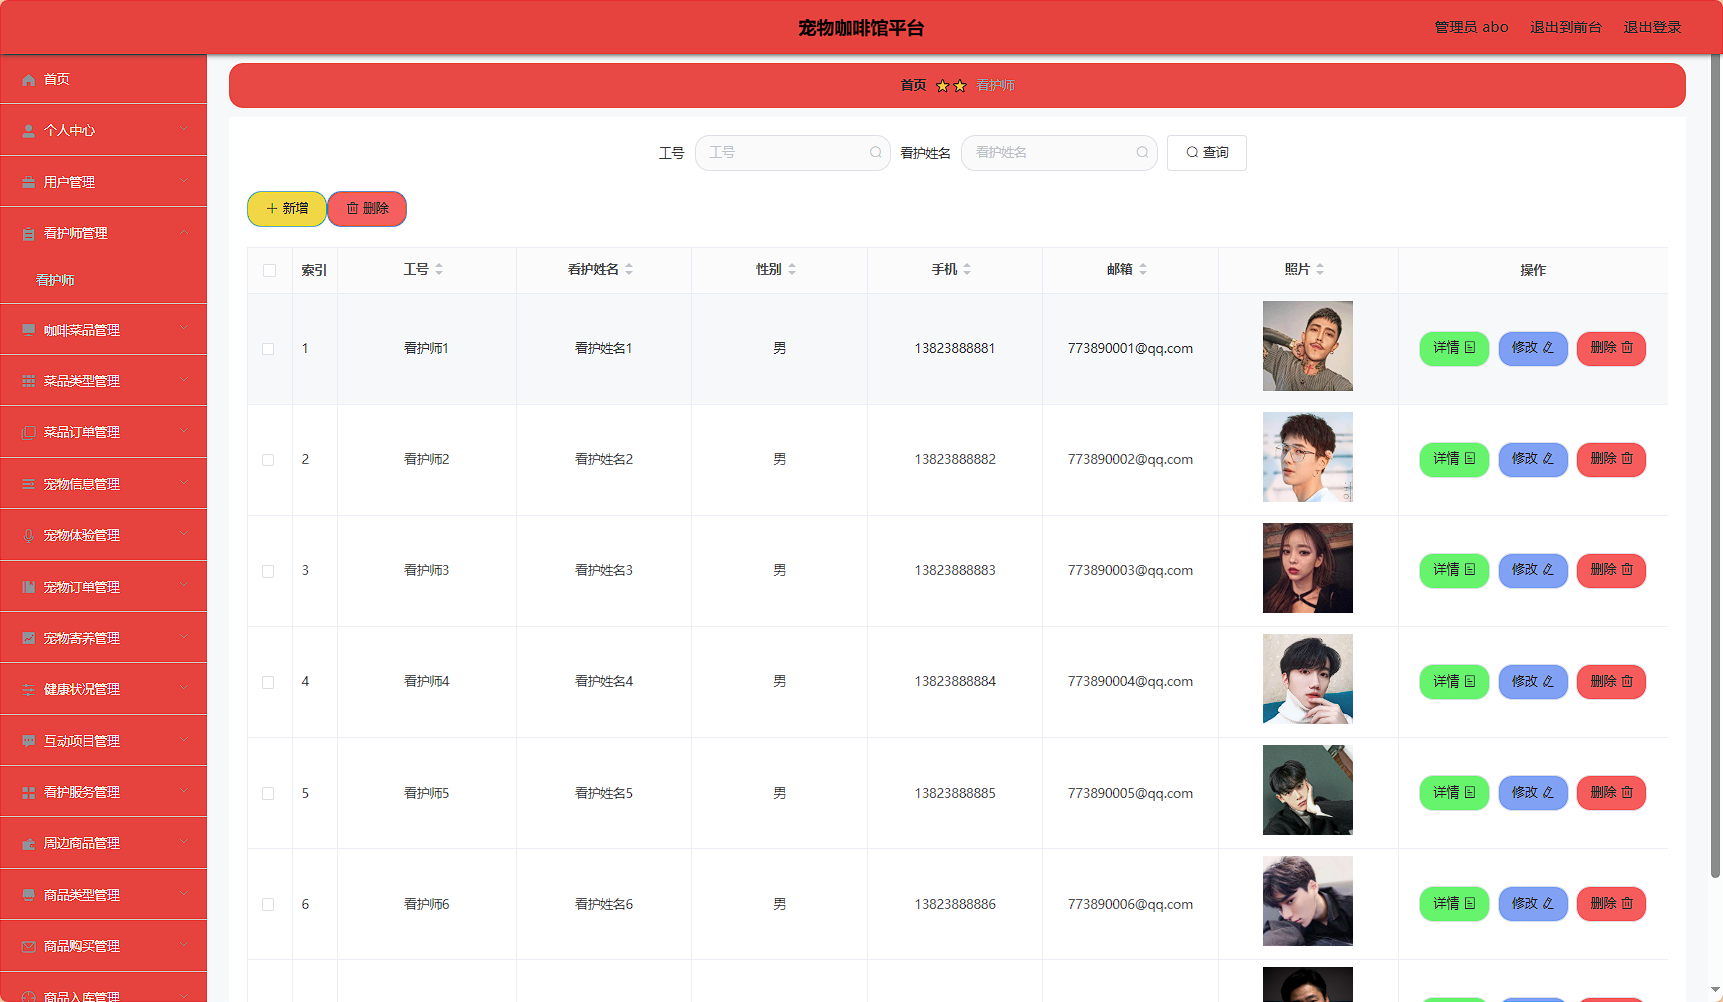 宠物咖啡馆平台
管理员 abo 退出到前台 退出登录
首页
个人中心
用户管理
看护师管理
看护师
咖啡菜品管理
菜品类型管理
菜品订单管理
宠物信息管理
宠物体验管理
宠物订单管理
宠物寄养管理
健康状况管理
互动项目管理
看护服务管理
周边商品管理
商品类型管理
商品购买管理
商品入库管理
首页 看护师
工号 工号 看护姓名 看护姓名 查询
新增 删除
索引 工号 看护姓名 性别 手机 邮箱 照片 操作
1 看护师1 看护姓名1 男 13823888881 773890001@qq.com 详情 修改 删除
2 看护师2 看护姓名2 男 13823888882 773890002@qq.com 详情 修改 删除
3 看护师3 看护姓名3 男 13823888883 773890003@qq.com 详情 修改 删除
4 看护师4 看护姓名4 男 13823888884 773890004@qq.com 详情 修改 删除
5 看护师5 看护姓名5 男 13823888885 773890005@qq.com 详情 修改 删除
6 看护师6 看护姓名6 男 13823888886 773890006@qq.com 详情 修改 删除